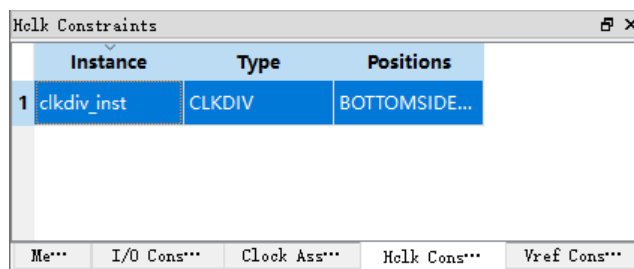 Hclk Constraints
Instance Type Positions
1 clkdiv_inst CLKDIV BOTTOMSIDE...
Me... I/O Cons... Clock Ass... Hclk Cons... Vref Cons...